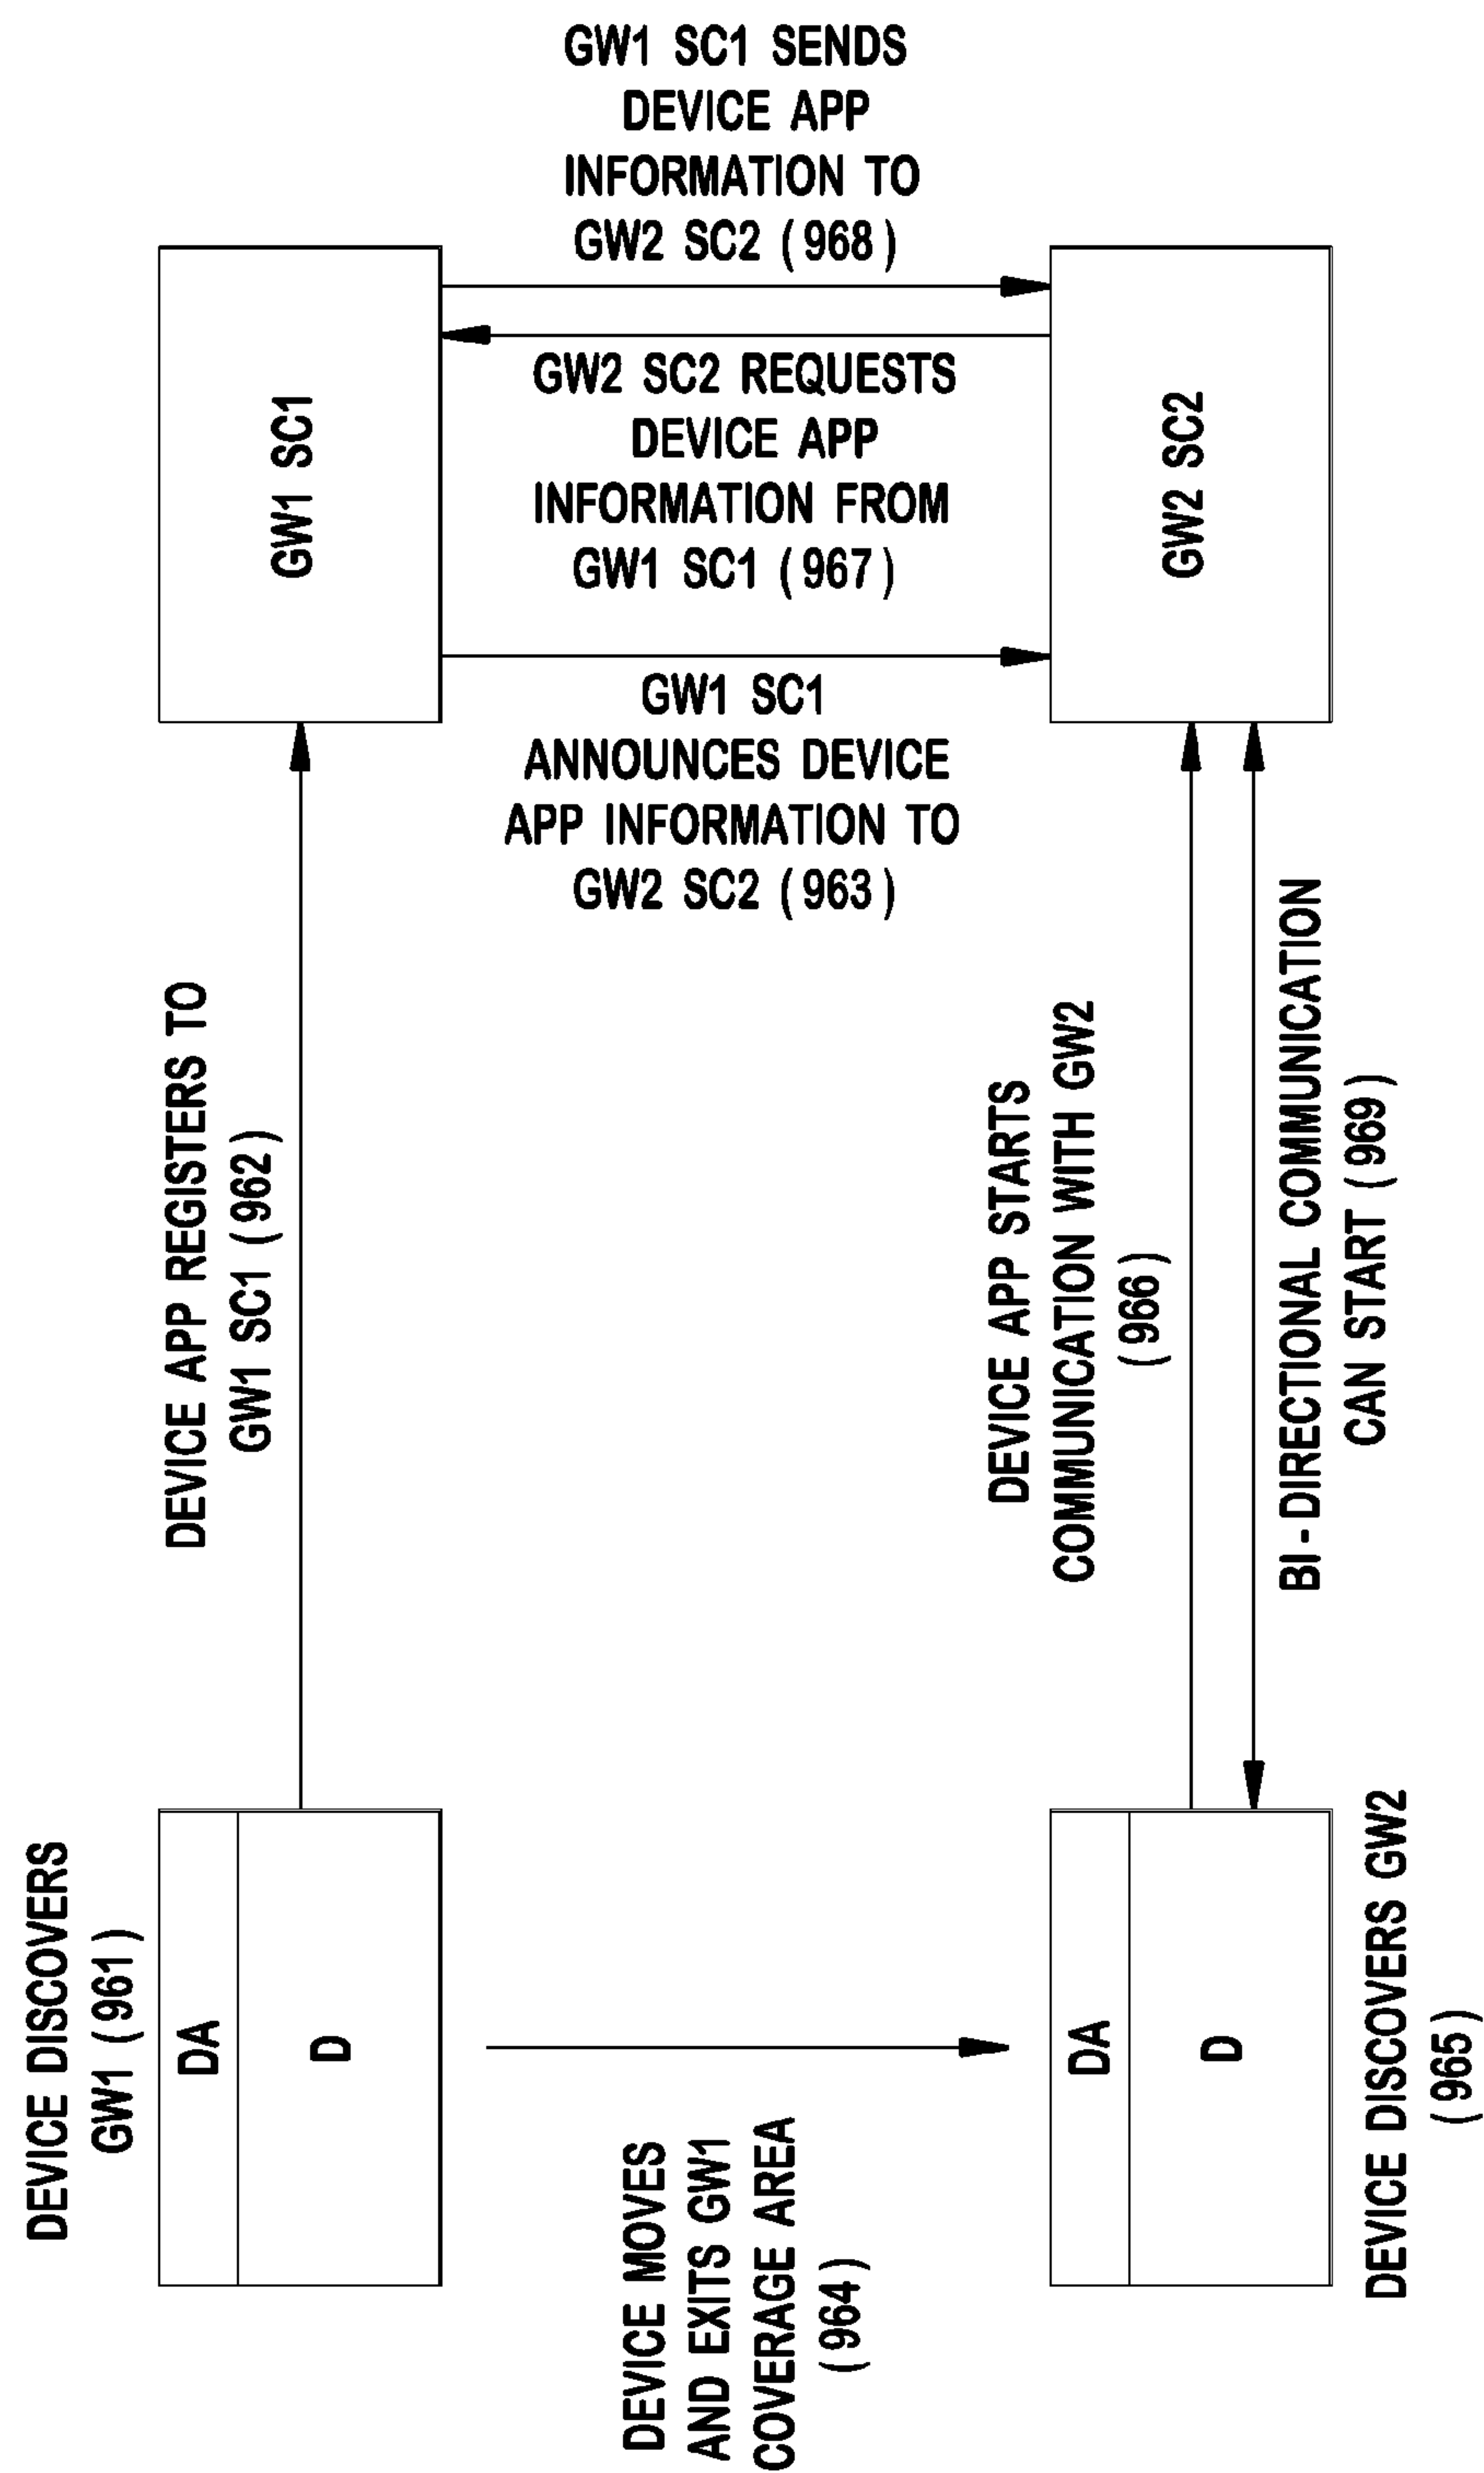 GW1 SC1 SENDS
DEVICE APP
INFORMATION TO
GW2 SC2 (968)
GW1 SC1
GW2 SC2 REQUESTS
DEVICE APP
INFORMATION FROM
GW1 SC1 (967)
GW2 SC2
GW1 SC1
ANNOUNCES DEVICE
APP INFORMATION TO
GW2 SC2 (963)
DEVICE APP REGISTERS TO
GW1 SC1 (962)
DEVICE APP STARTS
COMMUNICATION WITH GW2
(966)
BI-DIRECTIONAL COMMUNICATION
CAN START (969)
DEVICE DISCOVERS
GW1 (961)
DA
D
DEVICE MOVES
AND EXITS GW1
COVERAGE AREA
(964)
DA
D
DEVICE DISCOVERS GW2
(965)